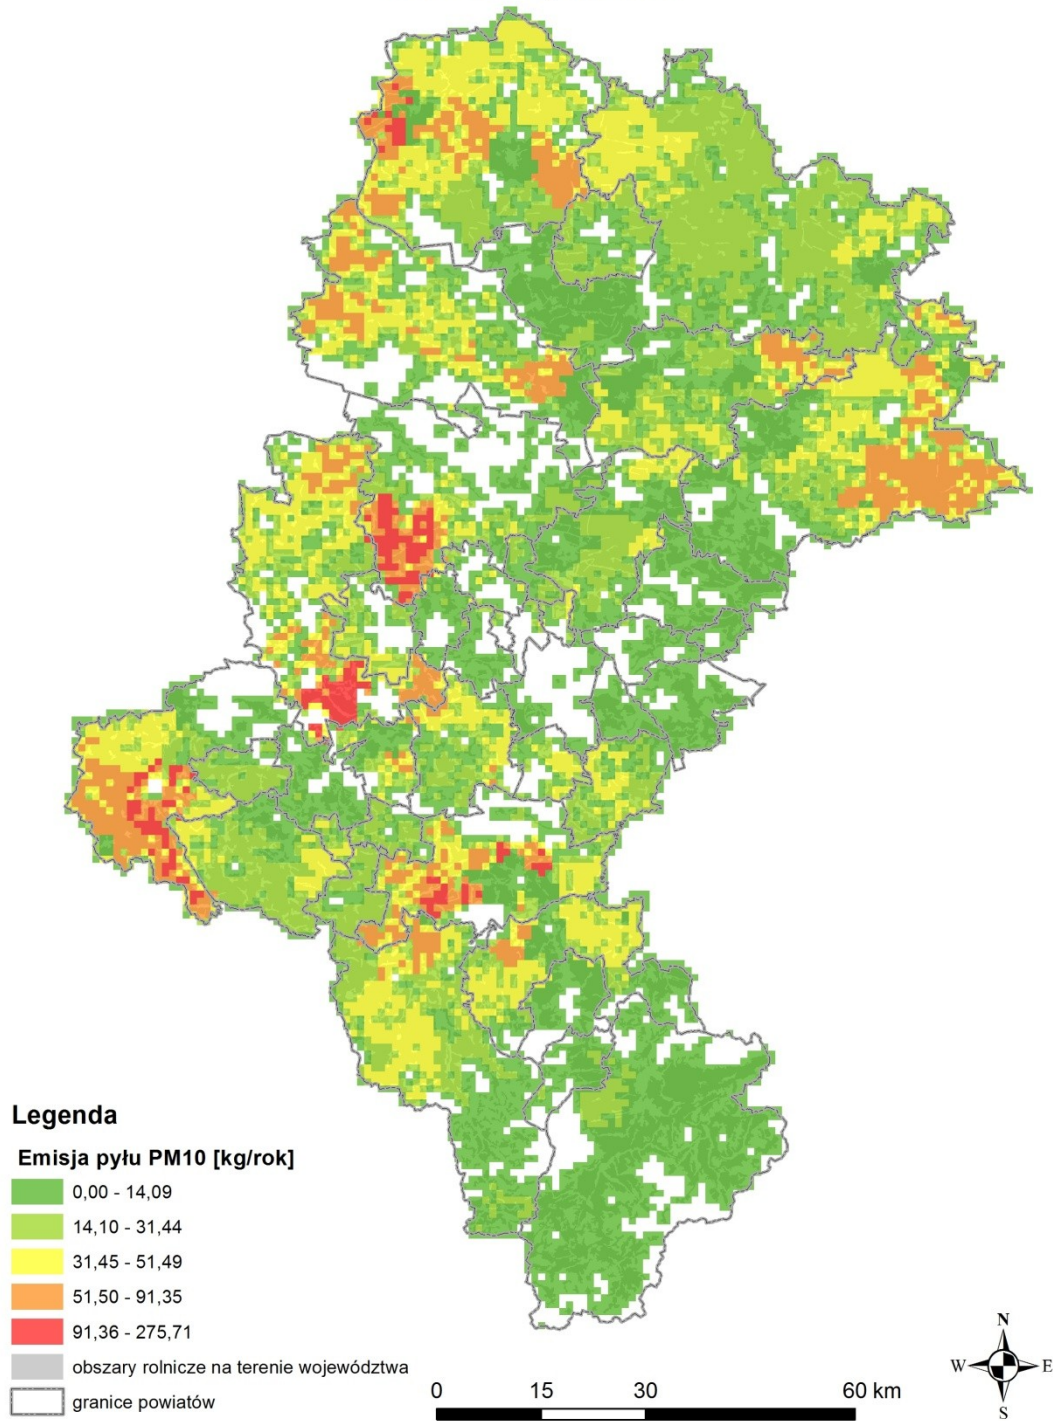 Legenda
Emisja pyłu PM10 [kg/rok]
0,00 - 14,09
14,10 - 31,44
31,45 - 51,49
51,50 - 91,35
91,36 - 275,71
obszary rolnicze na terenie województwa
granice powiatów
0 15 30 60 km
N
W E
S